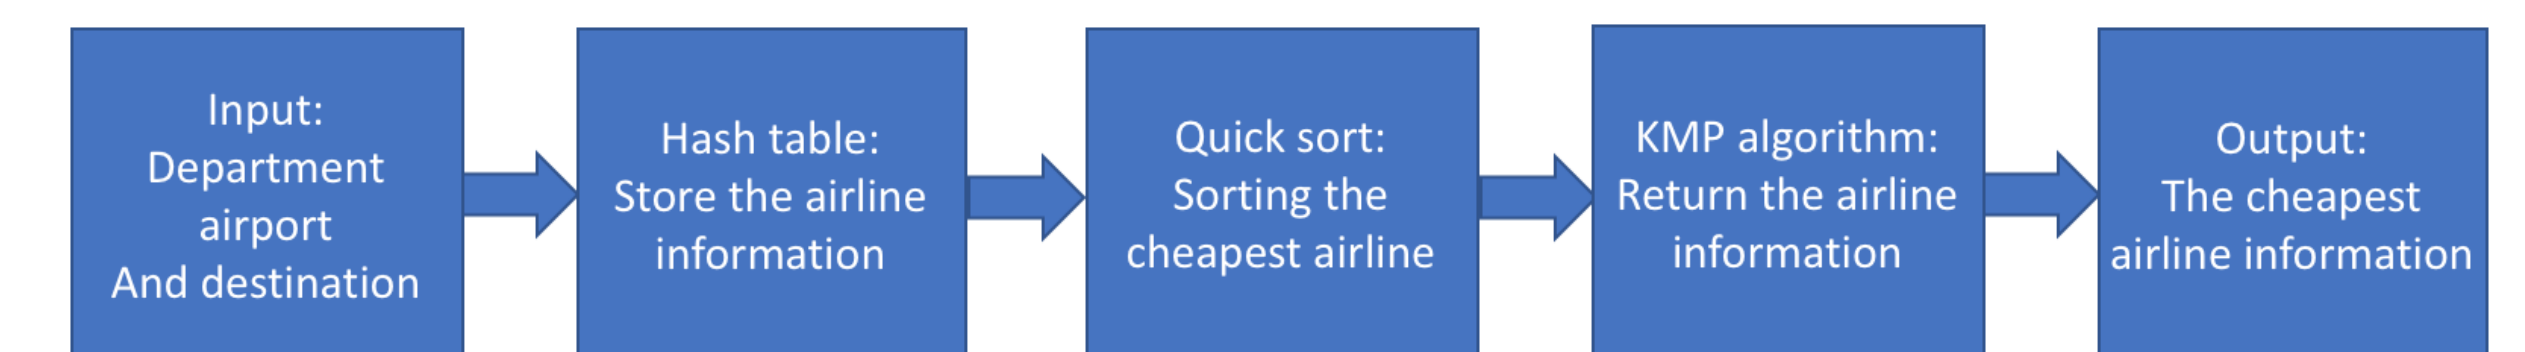 Input:
Department
airport
And destination
Hash table:
Store the airline
information
Quick sort:
Sorting the
cheapest airline
KMP algorithm:
Return the airline
information
Output:
The cheapest
airline information